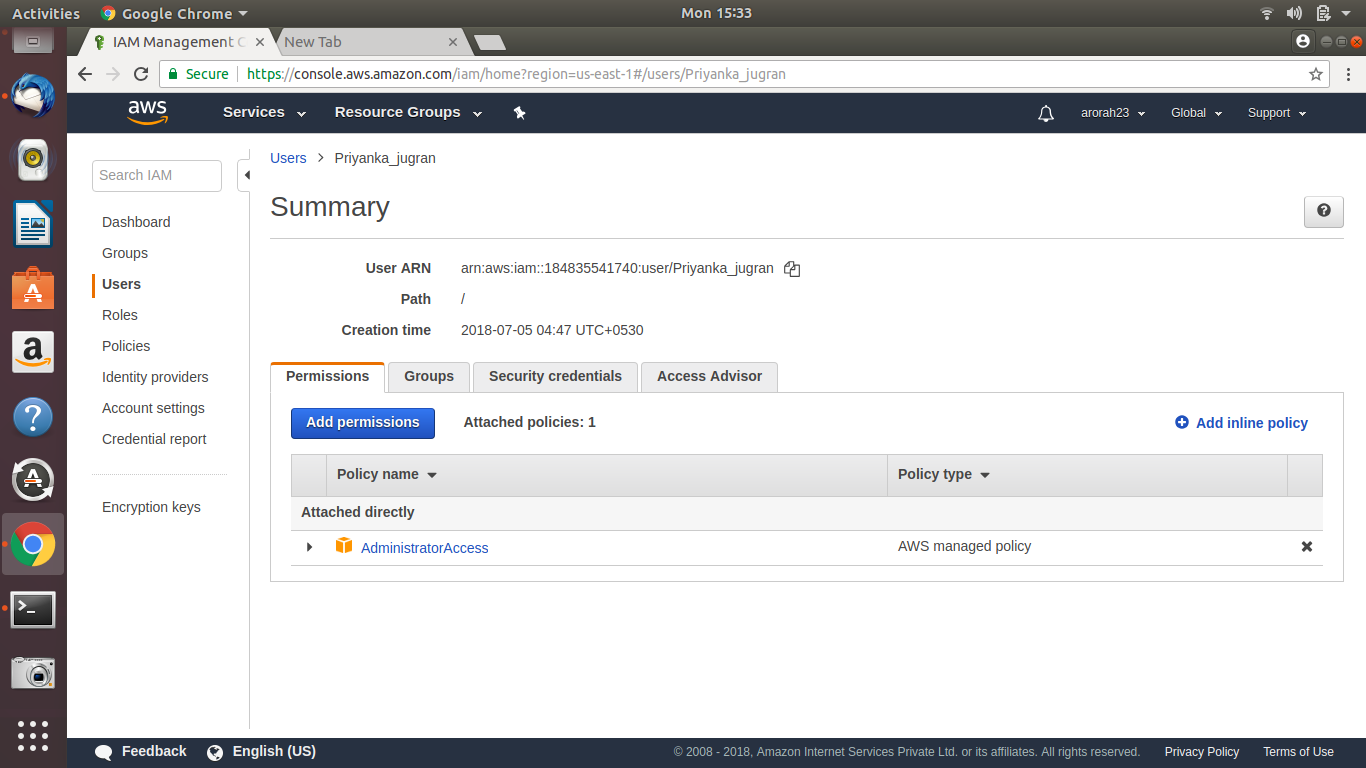 Activities Google Chrome Mon 15:33
IAM Management C New Tab
Secure https://console.aws.amazon.com/iam/home?region=us-east-1#/users/Priyanka_jugran
aws Services Resource Groups arorah23 Global Support
Search IAM
Dashboard
Groups
Users
Roles
Policies
Identity providers
Account settings
Credential report
Encryption keys
Users > Priyanka_jugran
Summary
User ARN arn:aws:iam::184835541740:user/Priyanka_jugran
Path /
Creation time 2018-07-05 04:47 UTC+0530
Permissions Groups Security credentials Access Advisor
Add permissions Attached policies: 1 Add inline policy
Policy name Policy type
Attached directly
AdministratorAccess AWS managed policy
Feedback English (US) © 2008 - 2018, Amazon Internet Services Private Ltd. or its affiliates. All rights reserved. Privacy Policy Terms of Use